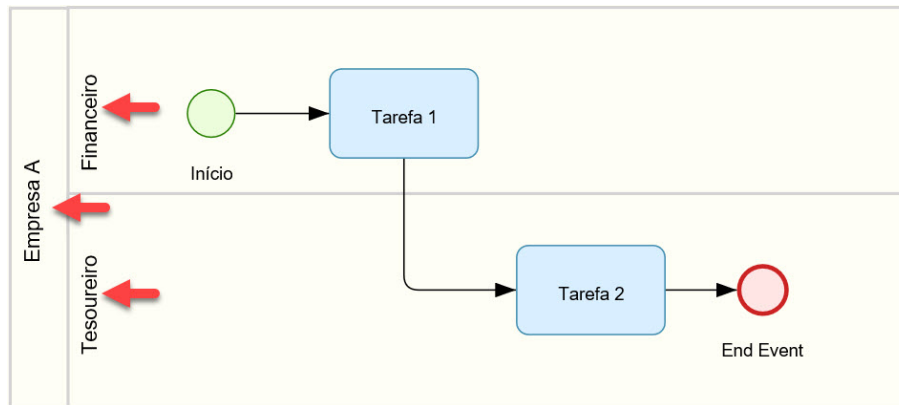 Empresa A
Financeiro
Início
Tarefa 1
Tesoureiro
Tarefa 2
End Event